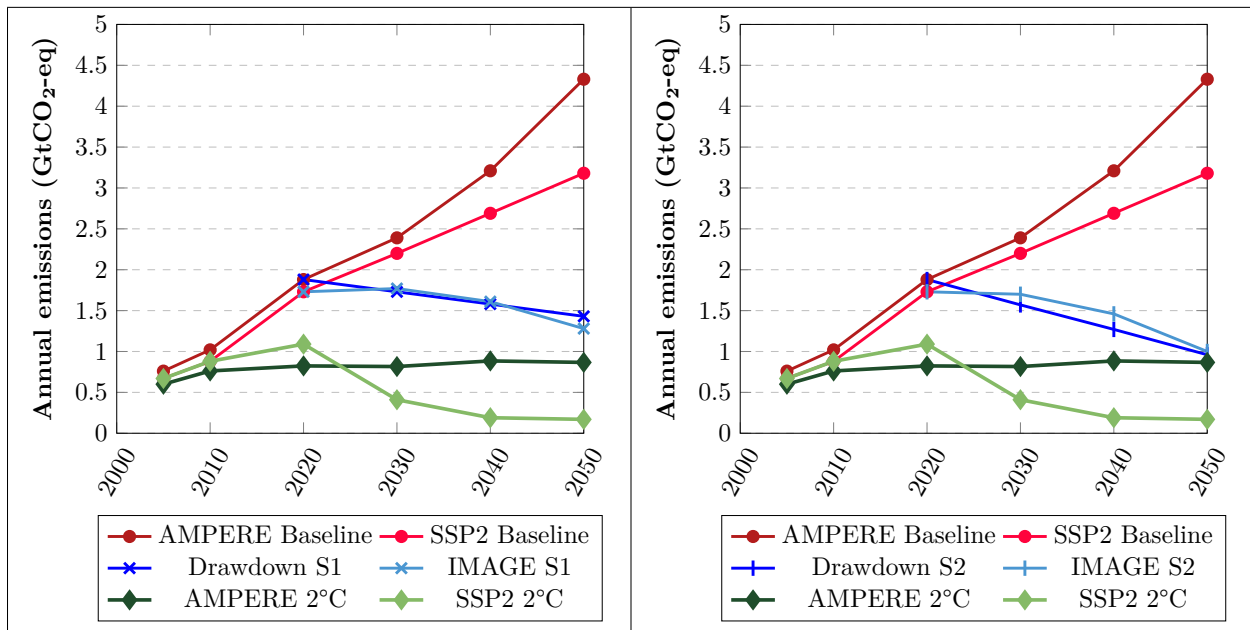 Annual emissions (GtCO₂-eq)
5
4.5
4
3.5
3
2.5
2
1.5
1
0.5
0
2000
2010
2020
2030
2040
2050
AMPERE Baseline
SSP2 Baseline
Drawdown S1
IMAGE S1
AMPERE 2°C
SSP2 2°C
Annual emissions (GtCO₂-eq)
5
4.5
4
3.5
3
2.5
2
1.5
1
0.5
0
2000
2010
2020
2030
2040
2050
AMPERE Baseline
SSP2 Baseline
Drawdown S2
IMAGE S2
AMPERE 2°C
SSP2 2°C